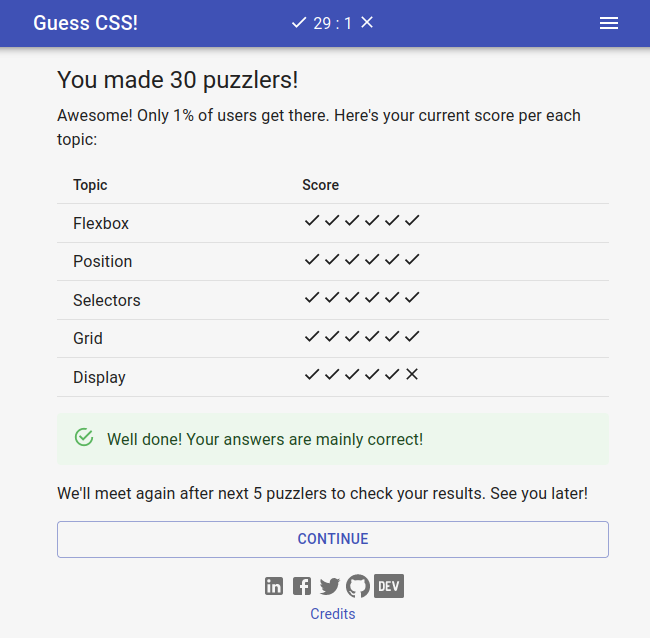 Guess CSS!
29 : 1
You made 30 puzzlers!
Awesome! Only 1% of users get there. Here's your current score per each
topic:
Topic Score
Flexbox
Position
Selectors
Grid
Display
Well done! Your answers are mainly correct!
We'll meet again after next 5 puzzlers to check your results. See you later!
CONTINUE
in f DEV
Credits